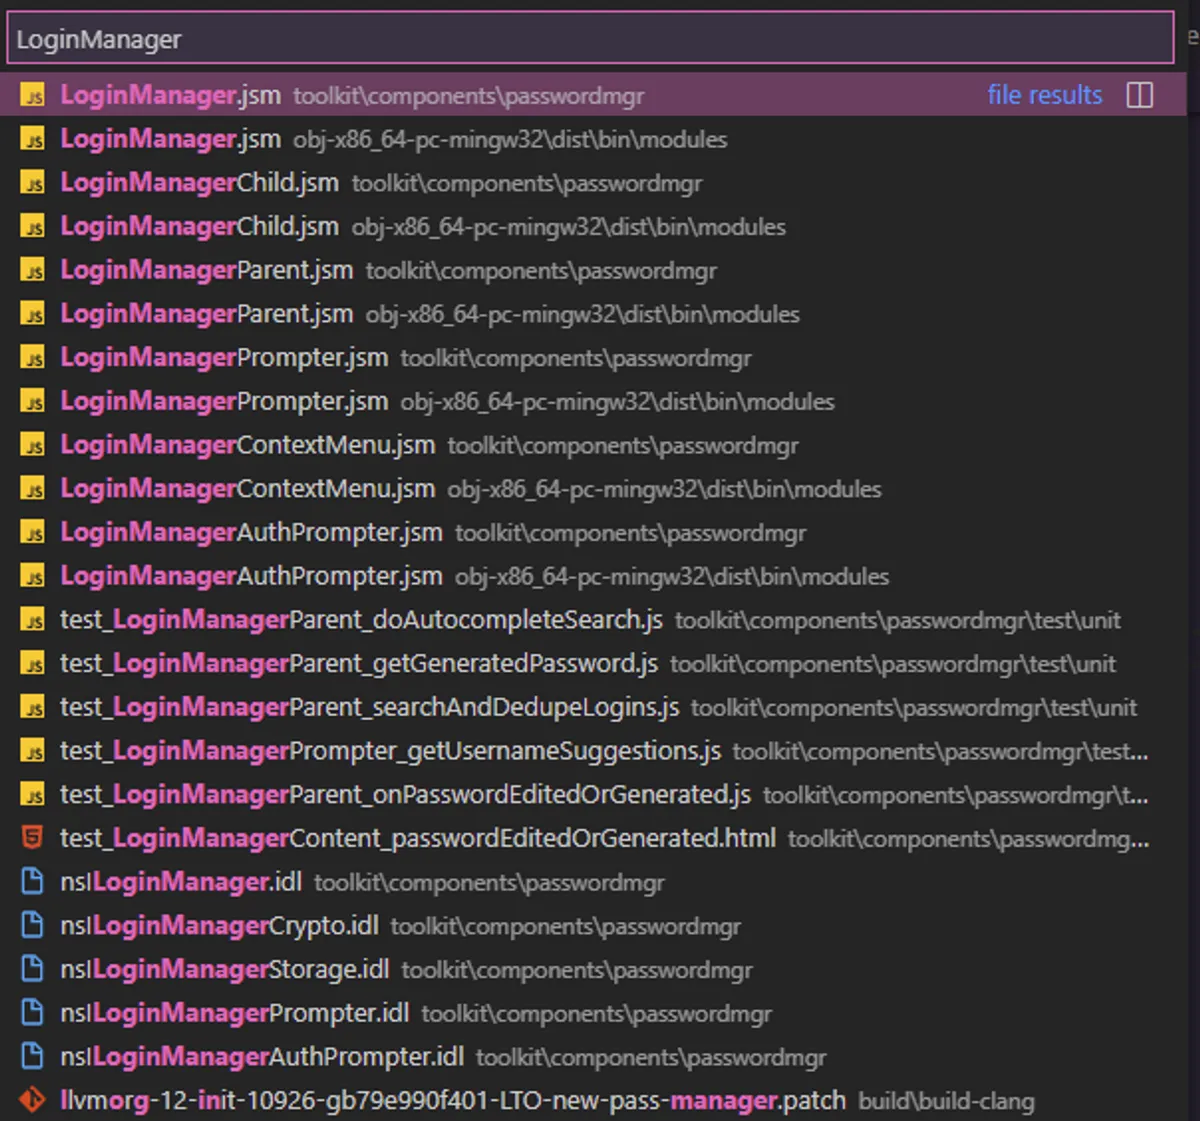 LoginManager
LoginManager.jsm toolkit\components\passwordmgr file results
LoginManager.jsm obj-x86_64-pc-mingw32\dist\bin\modules
LoginManagerChild.jsm toolkit\components\passwordmgr
LoginManagerChild.jsm obj-x86_64-pc-mingw32\dist\bin\modules
LoginManagerParent.jsm toolkit\components\passwordmgr
LoginManagerParent.jsm obj-x86_64-pc-mingw32\dist\bin\modules
LoginManagerPrompter.jsm toolkit\components\passwordmgr
LoginManagerPrompter.jsm obj-x86_64-pc-mingw32\dist\bin\modules
LoginManagerContextMenu.jsm toolkit\components\passwordmgr
LoginManagerContextMenu.jsm obj-x86_64-pc-mingw32\dist\bin\modules
LoginManagerAuthPrompter.jsm toolkit\components\passwordmgr
LoginManagerAuthPrompter.jsm obj-x86_64-pc-mingw32\dist\bin\modules
test_LoginManagerParent_doAutocompleteSearch.js toolkit\components\passwordmgr\test\unit
test_LoginManagerParent_getGeneratedPassword.js toolkit\components\passwordmgr\test\unit
test_LoginManagerParent_searchAndDedupeLogins.js toolkit\components\passwordmgr\test\unit
test_LoginManagerPrompter_getUsernameSuggestions.js toolkit\components\passwordmgr\test...
test_LoginManagerParent_onPasswordEditedOrGenerated.js toolkit\components\passwordmgr\t...
test_LoginManagerContent_passwordEditedOrGenerated.html toolkit\components\passwordmg...
nsILoginManager.idl toolkit\components\passwordmgr
nsILoginManagerCrypto.idl toolkit\components\passwordmgr
nsILoginManagerStorage.idl toolkit\components\passwordmgr
nsILoginManagerPrompter.idl toolkit\components\passwordmgr
nsILoginManagerAuthPrompter.idl toolkit\components\passwordmgr
llvmorg-12-init-10926-gb79e990f401-LTO-new-pass-manager.patch build\build-clang